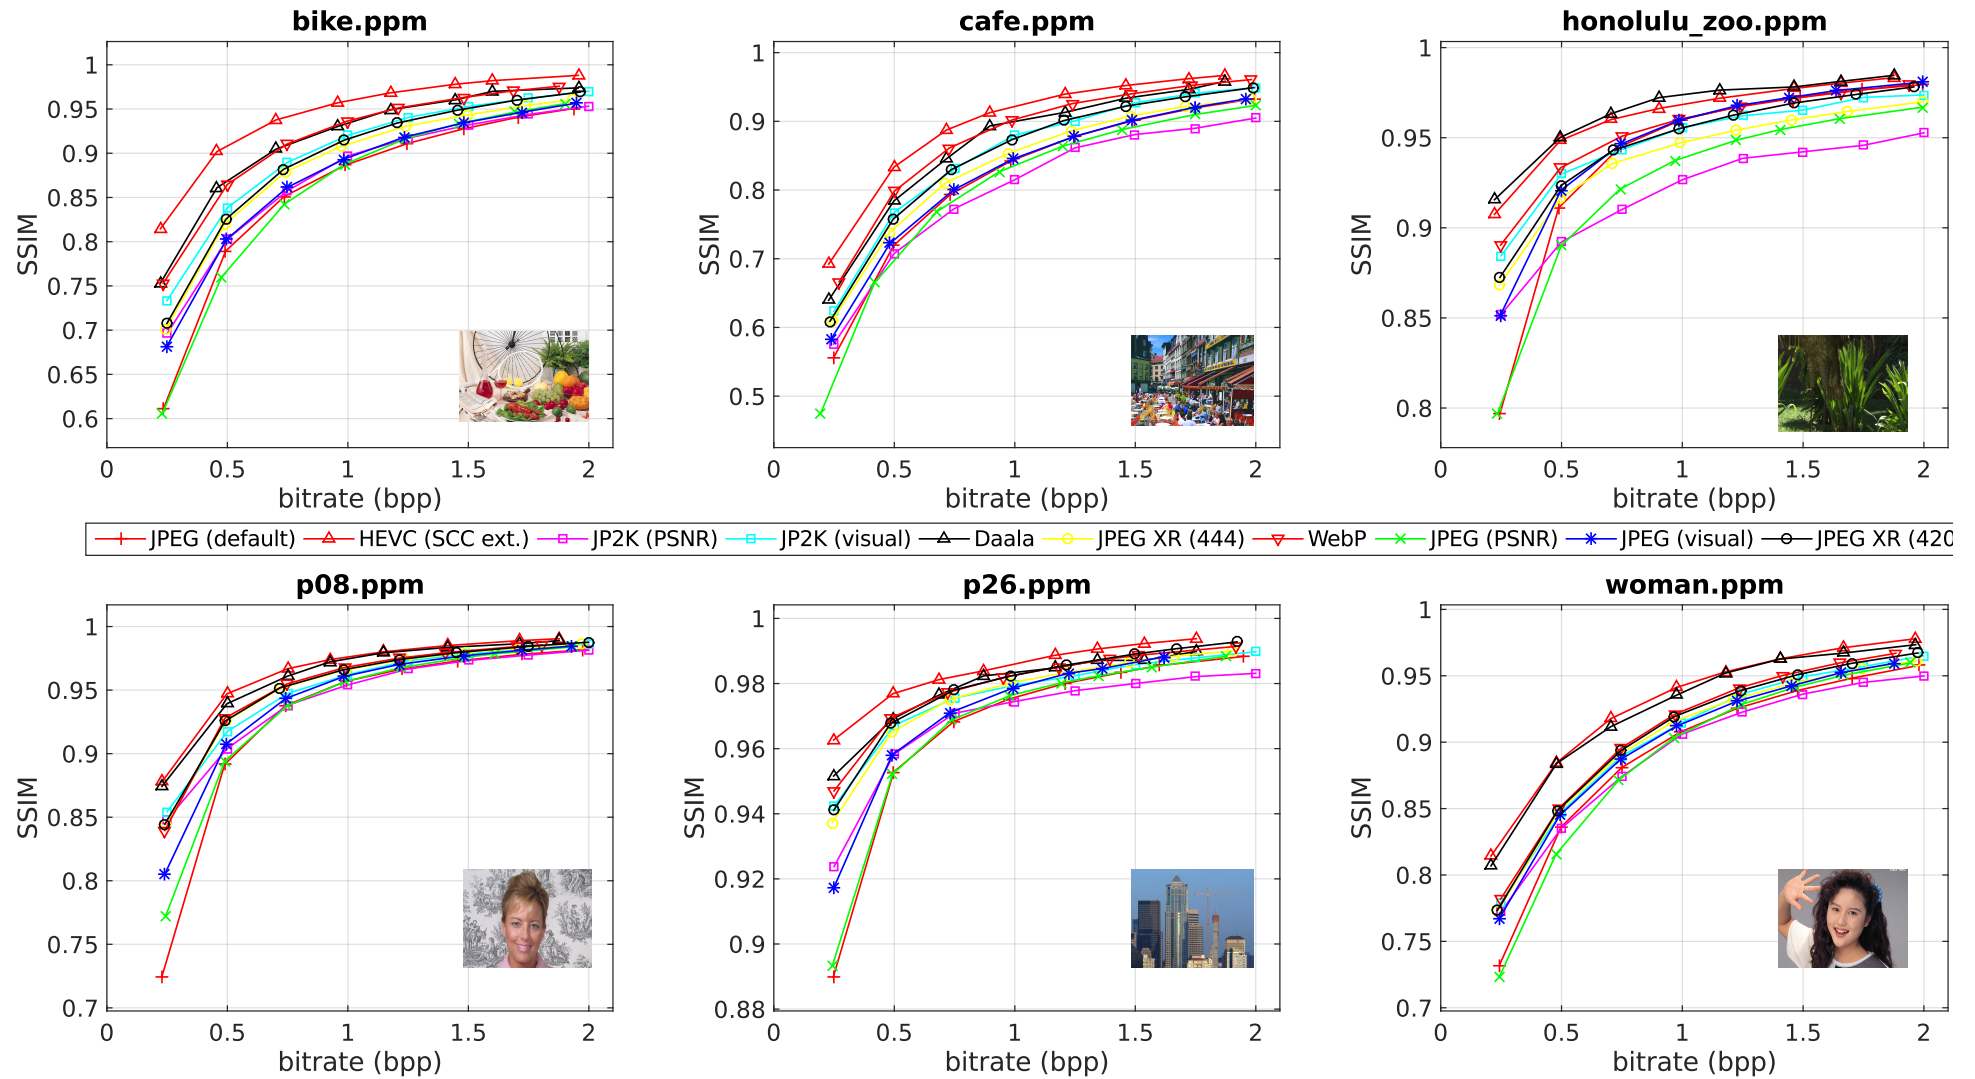 bike.ppm
cafe.ppm
honolulu_zoo.ppm
SSIM
1
0.95
0.9
0.85
0.8
0.75
0.7
0.65
0.6
0 0.5 1 1.5 2
bitrate (bpp)
SSIM
1
0.9
0.8
0.7
0.6
0.5
0 0.5 1 1.5 2
bitrate (bpp)
SSIM
1
0.95
0.9
0.85
0.8
0 0.5 1 1.5 2
bitrate (bpp)
JPEG (default) HEVC (SCC ext.) JP2K (PSNR) JP2K (visual) Daala JPEG XR (444) WebP JPEG (PSNR) JPEG (visual) JPEG XR (420
p08.ppm
p26.ppm
woman.ppm
SSIM
1
0.95
0.9
0.85
0.8
0.75
0.7
0 0.5 1 1.5 2
bitrate (bpp)
SSIM
1
0.98
0.96
0.94
0.92
0.9
0.88
0 0.5 1 1.5 2
bitrate (bpp)
SSIM
1
0.95
0.9
0.85
0.8
0.75
0.7
0 0.5 1 1.5 2
bitrate (bpp)